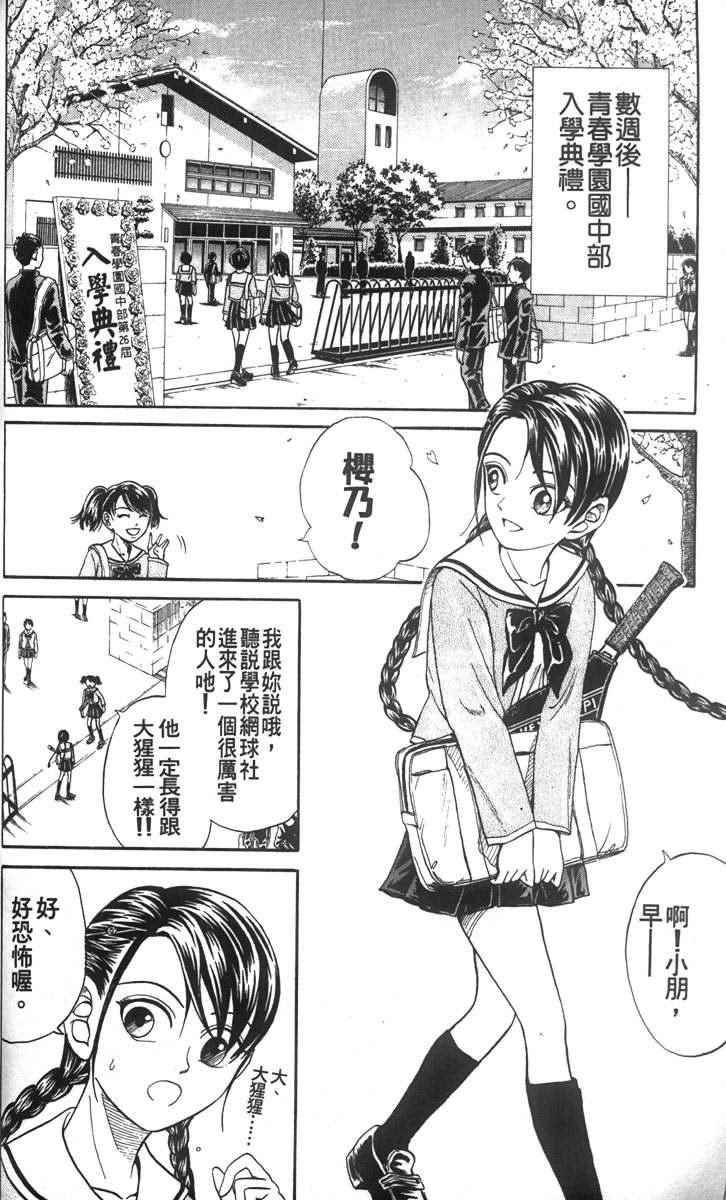 數週後——
青春學園國中部
入學典禮。
青春學園國中部第26屆
入學典禮
櫻乃！
啊！小朋，
早——
我跟妳說哦，
聽說學校網球社
進來了一個很厲害
的人吔！
他一定長得跟
大猩猩一樣!!
大、
大猩猩……
好、
好恐怖喔。